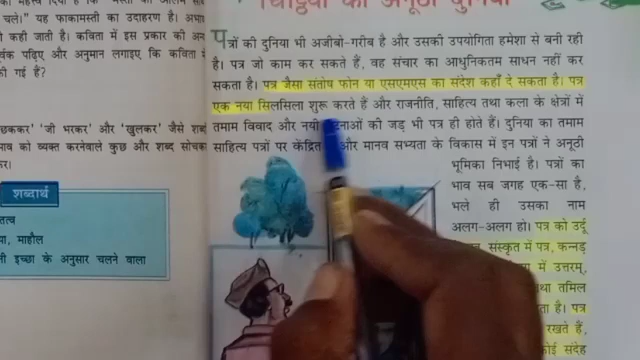 चले।" यह फाकामस्ती का उदाहरण है। अभाव
कही जाती है। कविता में इस प्रकार की अन
पढ़िए और अनुमान लगाइए कि कविता में
गई हैं?
'जी भरकर' और 'खुलकर' जैसे शब्द
को व्यक्त करनेवाले कुछ और शब्द सोचकर
शब्दार्थ
माहौल
इच्छा के अनुसार चलने वाला
चिट्ठियों की अनूठी दुनिया
पत्रों की दुनिया भी अजीबो-गरीब है और उसकी उपयोगिता हमेशा से बनी रही
है। पत्र जो काम कर सकते हैं, वह संचार का आधुनिकतम साधन नहीं कर
सकता है। पत्र जैसा संतोष फोन या एसएमएस का संदेश कहाँ दे सकता है। पत्र
एक नया सिलसिला शुरू करते हैं और राजनीति, साहित्य तथा कला के क्षेत्रों में
तमाम विवाद और नयी की जड़ भी पत्र ही होते हैं। दुनिया का तमाम
साहित्य पत्रों पर केंद्रित और मानव सभ्यता के विकास में इन पत्रों ने अनूठी
भूमिका निभाई है। पत्रों का
भाव सब जगह एक-सा है,
भले ही उसका नाम
अलग-अलग हो। पत्र को उर्दू
संस्कृत में पत्र, कन्नड़
में उत्तरम्,
तथा तमिल
है। पत्र
रखते हैं,
कोई संदेह